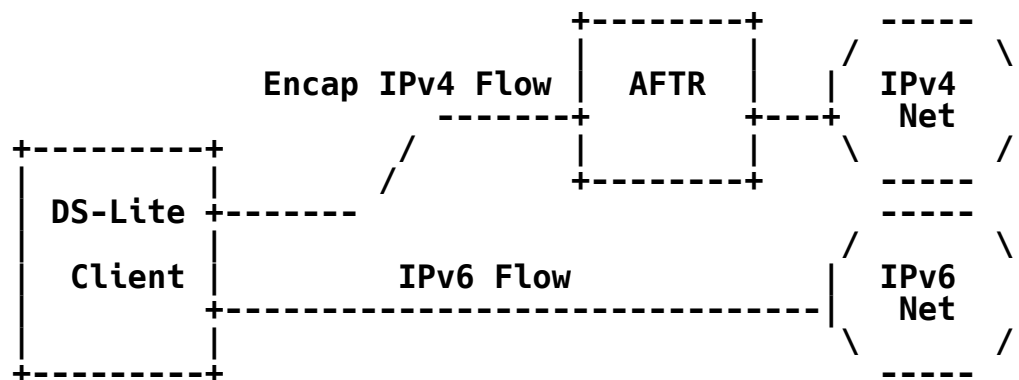 Encap IPv4 Flow
AFTR
IPv4
Net
DS-Lite
Client
IPv6 Flow
IPv6
Net